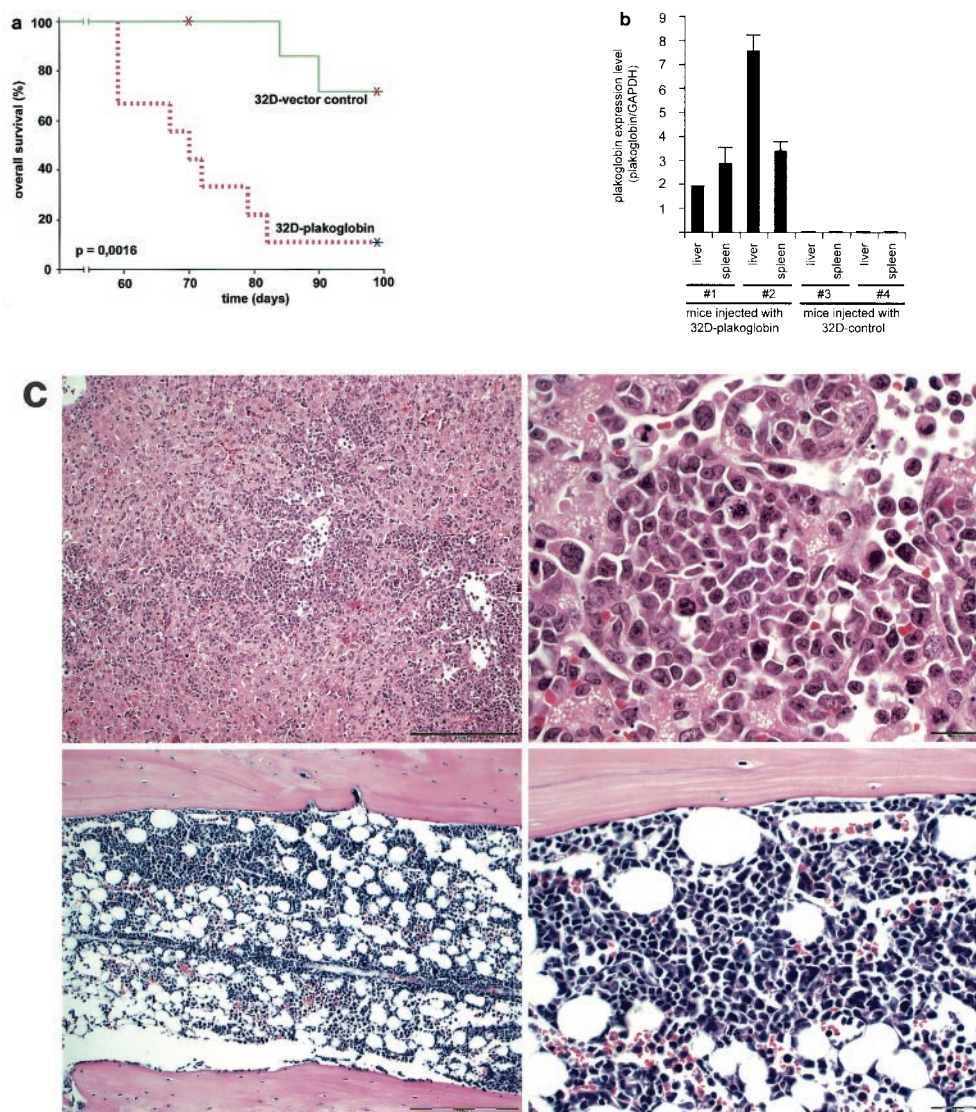 a
100
80
60
40
20
0
overall survival (%)
32D-vector control
32D-plakoglobin
p = 0,0016
60
70
80
90
100
time (days)
b
9
8
7
6
5
4
3
2
1
plakoglobin expression level
(plakoglobin/GAPDH)
liver
spleen
liver
spleen
liver
spleen
liver
spleen
#1
#2
#3
#4
mice injected with
32D-plakoglobin
mice injected with
32D-control
C